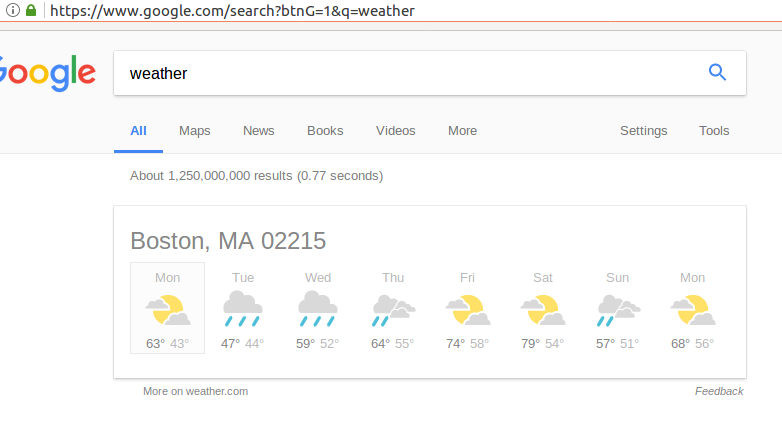 https://www.google.com/search?btnG=1&q=weather
Google weather
All Maps News Books Videos More Settings Tools
About 1,250,000,000 results (0.77 seconds)
Boston, MA 02215
Mon Tue Wed Thu Fri Sat Sun Mon
63° 43° 47° 44° 59° 52° 64° 55° 74° 58° 79° 54° 57° 51° 68° 56°
More on weather.com Feedback